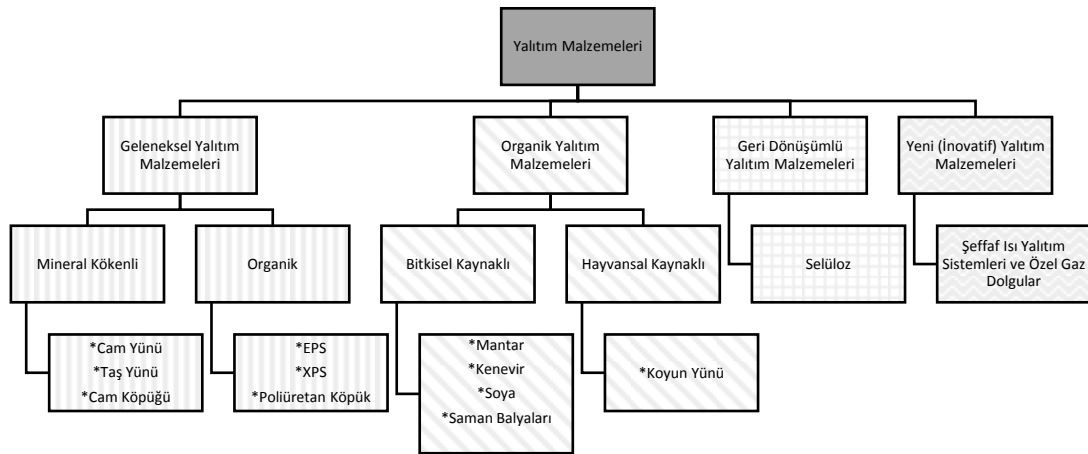 Yalıtım Malzemeleri
Geleneksel Yalıtım
Malzemeleri
Organik Yalıtım
Malzemeleri
Geri Dönüşümlü
Yalıtım Malzemeleri
Yeni (İnovatif) Yalıtım
Malzemeleri
Mineral Kökenli
Organik
Bitkisel Kaynaklı
Hayvansal Kaynaklı
Selüloz
Şeffaf Isı Yalıtım
Sistemleri ve Özel Gaz
Dolgular
*Cam Yünü
*Taş Yünü
*Cam Köpüğü
*EPS
*XPS
*Poliüretan Köpük
*Mantar
*Kenevir
*Soya
*Saman Balyaları
*Koyun Yünü